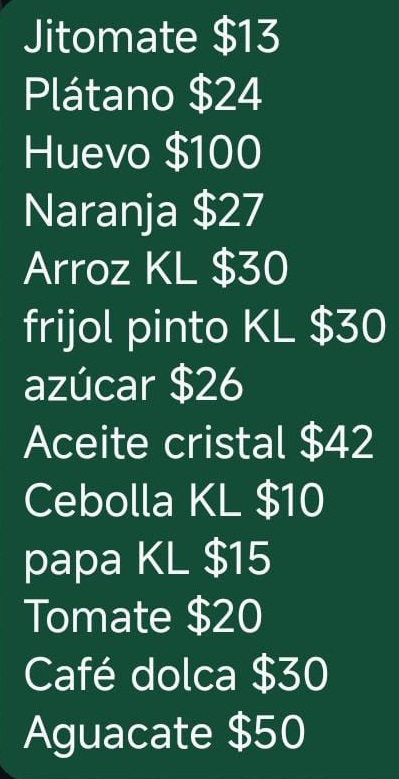 Jitomate $13
Plátano $24
Huevo $100
Naranja $27
Arroz KL $30
frijol pinto KL $30
azúcar $26
Aceite cristal $42
Cebolla KL $10
papa KL $15
Tomate $20
Café dolca $30
Aguacate $50